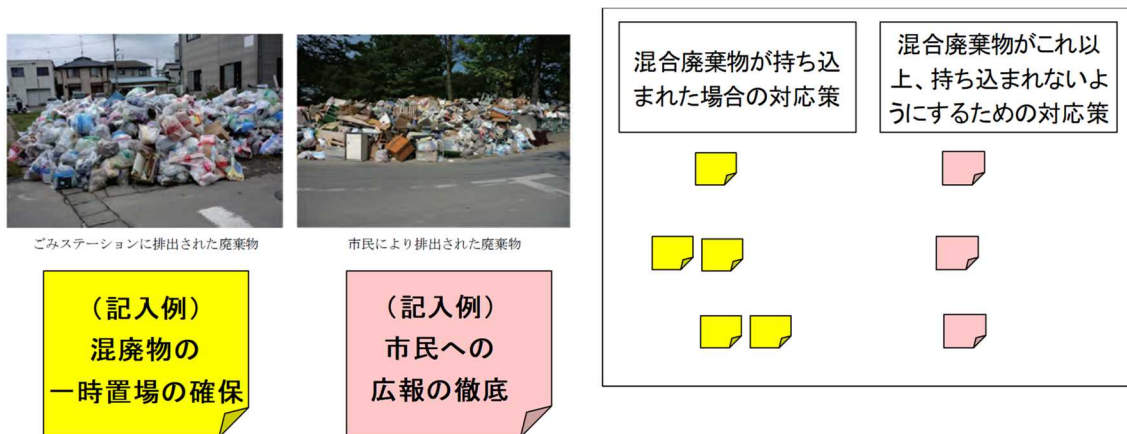 ごみステーションに排出された廃棄物
市民により排出された廃棄物
（記入例）
混廃物の
一時置場の確保
（記入例）
市民への
広報の徹底
混合廃棄物が持ち込
まれた場合の対応策
混合廃棄物がこれ以
上、持ち込まれないよ
うにするための対応策